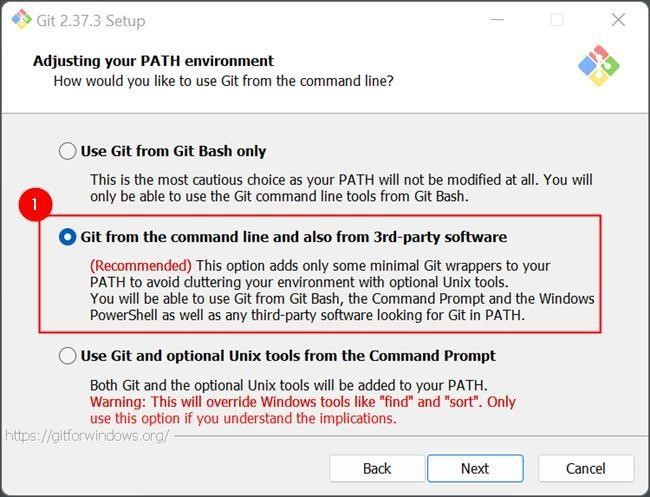 Git 2.37.3 Setup
Adjusting your PATH environment
How would you like to use Git from the command line?
Use Git from Git Bash only
This is the most cautious choice as your PATH will not be modified at all. You will
only be able to use the Git command line tools from Git Bash.
1
Git from the command line and also from 3rd-party software
(Recommended) This option adds only some minimal Git wrappers to your
PATH to avoid cluttering your environment with optional Unix tools.
You will be able to use Git from Git Bash, the Command Prompt and the Windows
PowerShell as well as any third-party software looking for Git in PATH.
Use Git and optional Unix tools from the Command Prompt
Both Git and the optional Unix tools will be added to your PATH.
Warning: This will override Windows tools like "find" and "sort". Only
use this option if you understand the implications.
https://gitforwindows.org/
Back Next Cancel